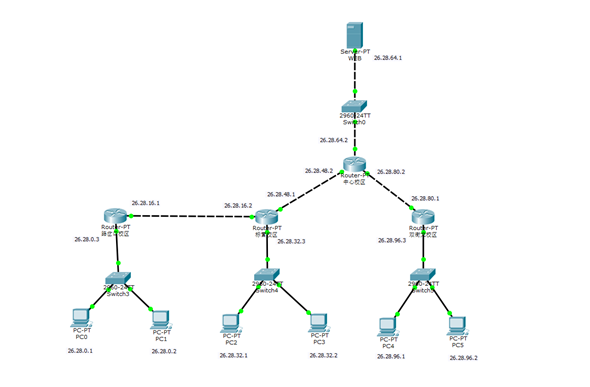 Server-PT
WEB
26.28.64.1
2960-24TT
Switch0
26.28.64.2
26.28.48.2
26.28.80.2
Router-PT
中心校区
26.28.48.1
26.28.80.1
26.28.16.1
26.28.16.2
Router-PT
Router-PT
桥校区
Router-PT
校区
26.28.0.3
26.28.32.3
26.28.96.3
2960-24TT
Switch3
2960-24TT
Switch4
2960-24TT
Switch5
PC-PT
PC0
PC-PT
PC1
PC-PT
PC2
PC-PT
PC3
PC-PT
PC4
PC-PT
PC5
26.28.0.1
26.28.0.2
26.28.32.1
26.28.32.2
26.28.96.1
26.28.96.2